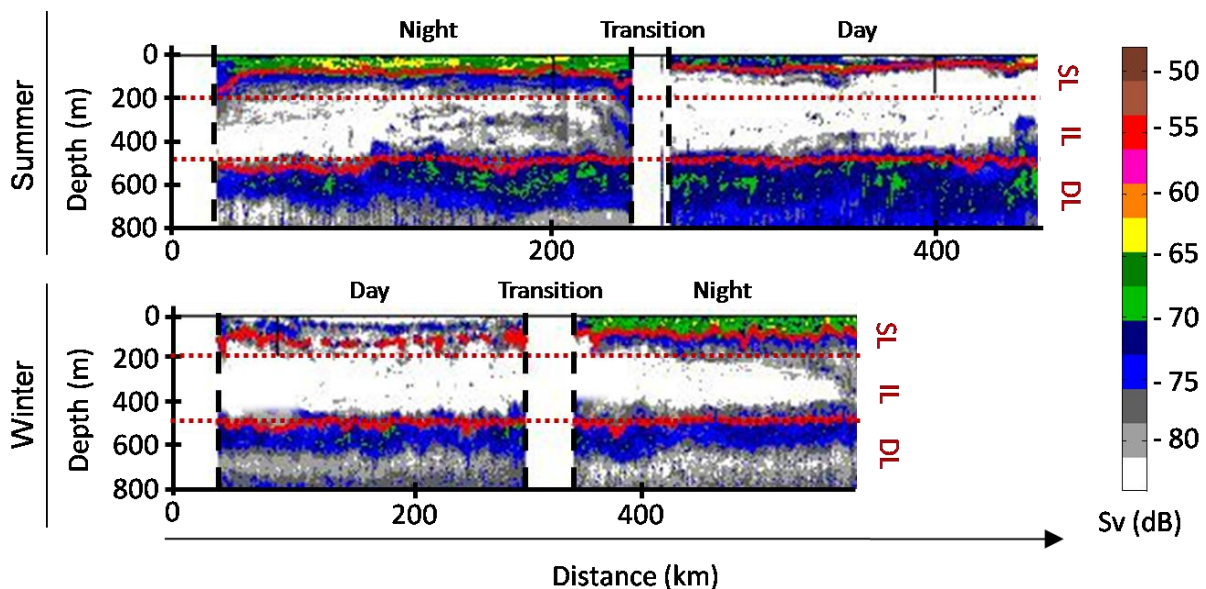 Night Transition Day
Summer
Depth (m)
0
200
400
600
800
SL
IL
DL
0 200 400
Day Transition Night
Winter
Depth (m)
0
200
400
600
800
SL
IL
DL
0 200 400
Distance (km)
- 50
- 55
- 60
- 65
- 70
- 75
- 80
Sv (dB)